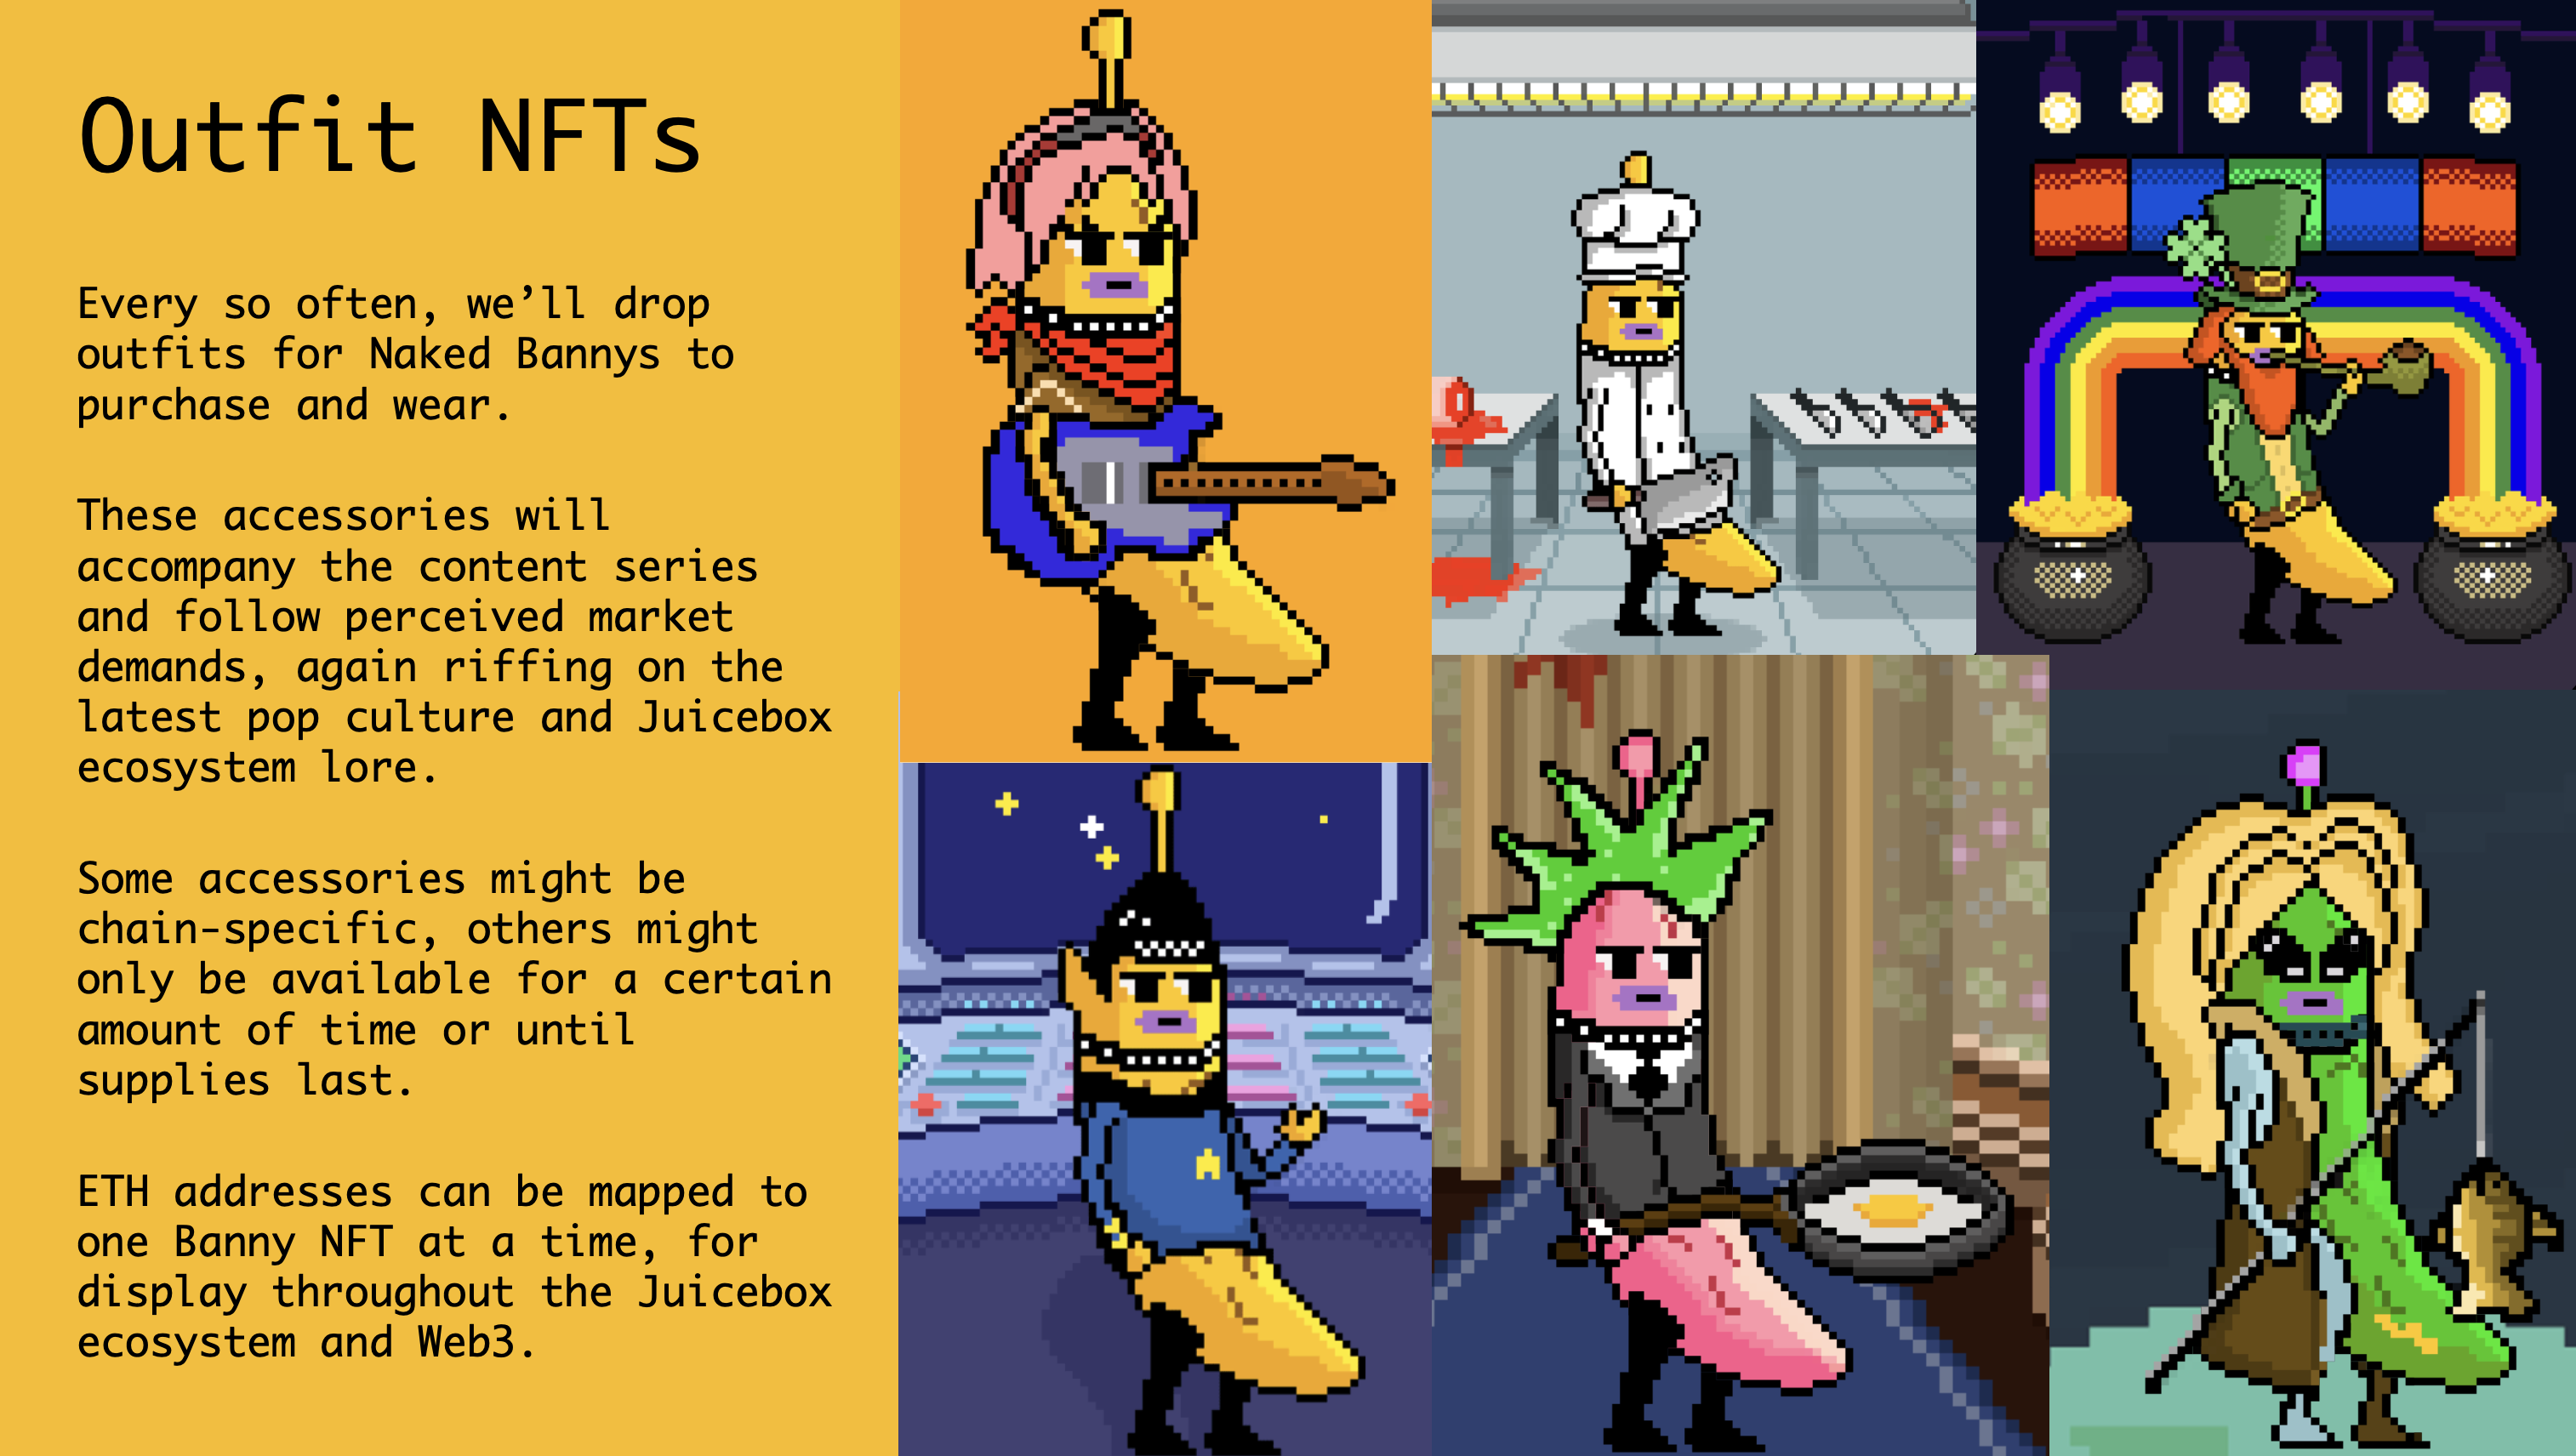 Outfit NFTs
Every so often, we’ll drop
outfits for Naked Bannys to
purchase and wear.
These accessories will
accompany the content series
and follow perceived market
demands, again riffing on the
latest pop culture and Juicebox
ecosystem lore.
Some accessories might be
chain-specific, others might
only be available for a certain
amount of time or until
supplies last.
ETH addresses can be mapped to
one Banny NFT at a time, for
display throughout the Juicebox
ecosystem and Web3.